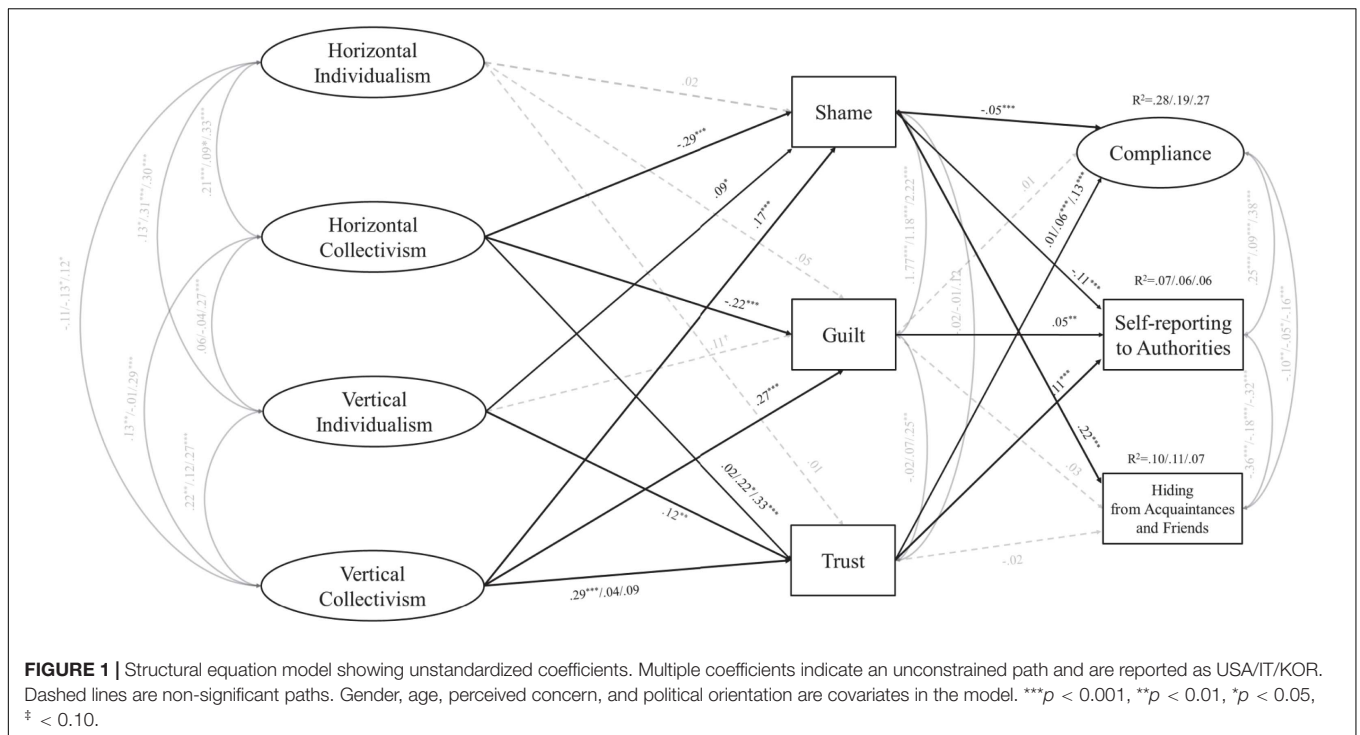 Horizontal
Individualism
Horizontal
Collectivism
Vertical
Individualism
Vertical
Collectivism
.21***/.09*/.33***
.13*/.31***/.30***
-.11/-.13*/.12*
.06/-.04/.27***
.13**/-.01/.29***
.22**/.12/.27***
.02
-.29***
.09*
.17***
.05
-.22***
.11‡
.27***
.01
.02/.22*/.33***
.12**
.29***/.04/.09
Shame
Guilt
Trust
1.77***/1.18***/2.22***
-.02/-.01/.12
-.02/.07/.25**
-.05***
.01
.01/.06***/.13***
-.11***
.05**
.11***
.22***
.03
-.02
R²=.28/.19/.27
Compliance
R²=.07/.06/.06
Self-reporting
to Authorities
R²=.10/.11/.07
Hiding
from Acquaintances
and Friends
.25***/.09***/.38***
-.10**/-.05*/-.16***
-.36***/-.18***/-.32***
FIGURE 1 | Structural equation model showing unstandardized coefficients. Multiple coefficients indicate an unconstrained path and are reported as USA/IT/KOR.
Dashed lines are non-significant paths. Gender, age, perceived concern, and political orientation are covariates in the model. ***p < 0.001, **p < 0.01, *p < 0.05,
‡ < 0.10.